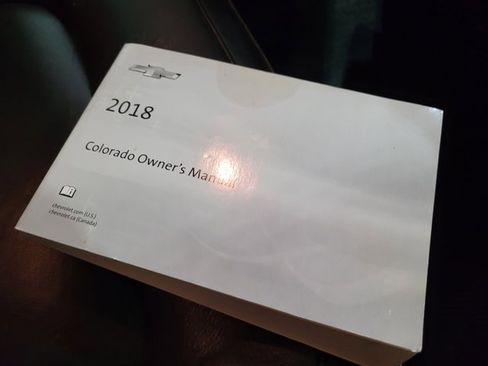 2018
Colorado Owner's Manual
chevrolet.com (U.S.)
chevrolet.ca (Canada)